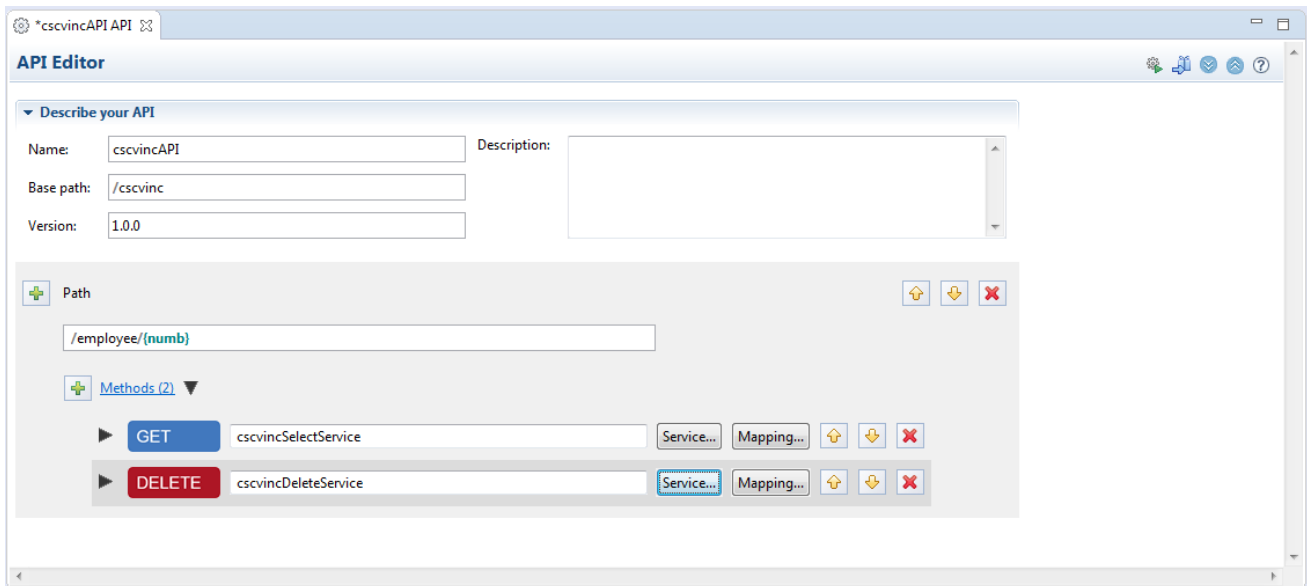 *cscvincAPI API
API Editor
Describe your API
Name: cscvincAPI Description:
Base path: /cscvinc
Version: 1.0.0
Path
/employee/{numb}
Methods (2)
GET cscvincSelectService Service... Mapping...
DELETE cscvincDeleteService Service... Mapping...